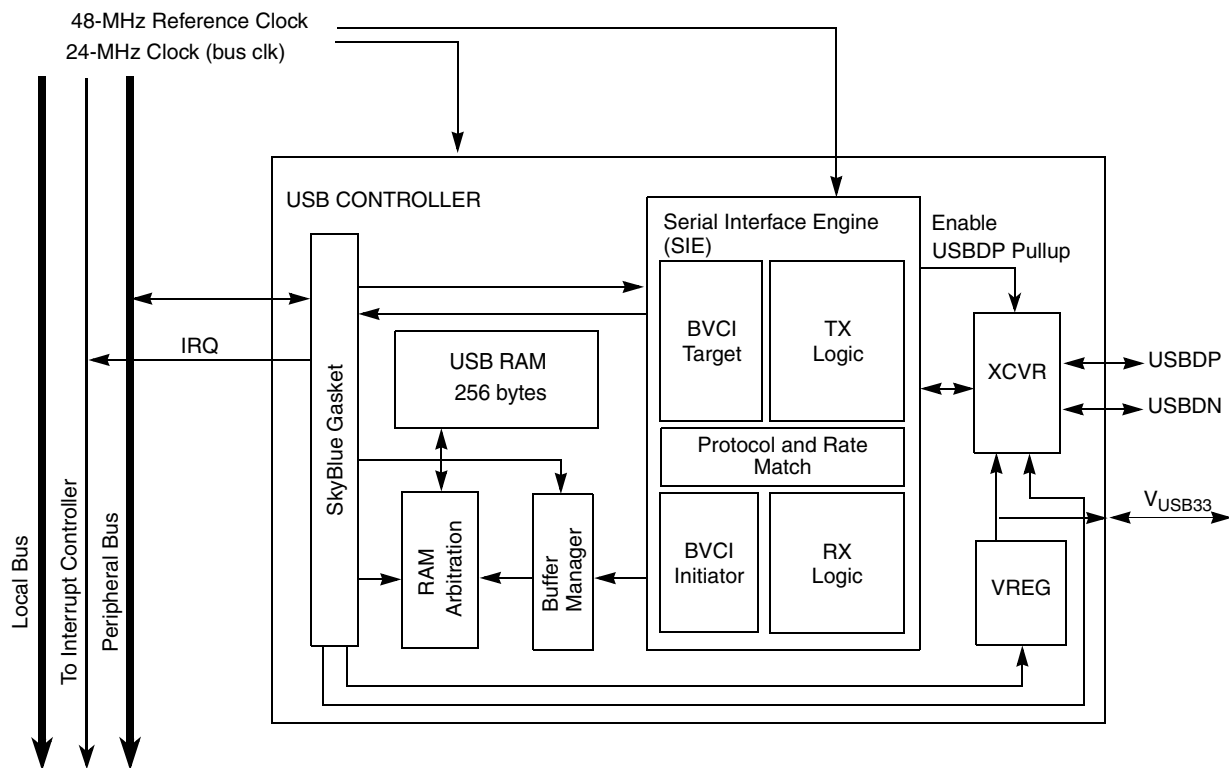 48-MHz Reference Clock
24-MHz Clock (bus clk)
USB CONTROLLER
Serial Interface Engine
(SIE)
Enable
USBDP Pullup
BVCI
Target
TX
Logic
XCVR
USBDP
USBDN
IRQ
USB RAM
256 bytes
SkyBlue Gasket
Protocol and Rate
Match
RAM
Arbitration
Buffer
Manager
BVCI
Initiator
RX
Logic
VREG
VUSB33
Local Bus
To Interrupt Controller
Peripheral Bus